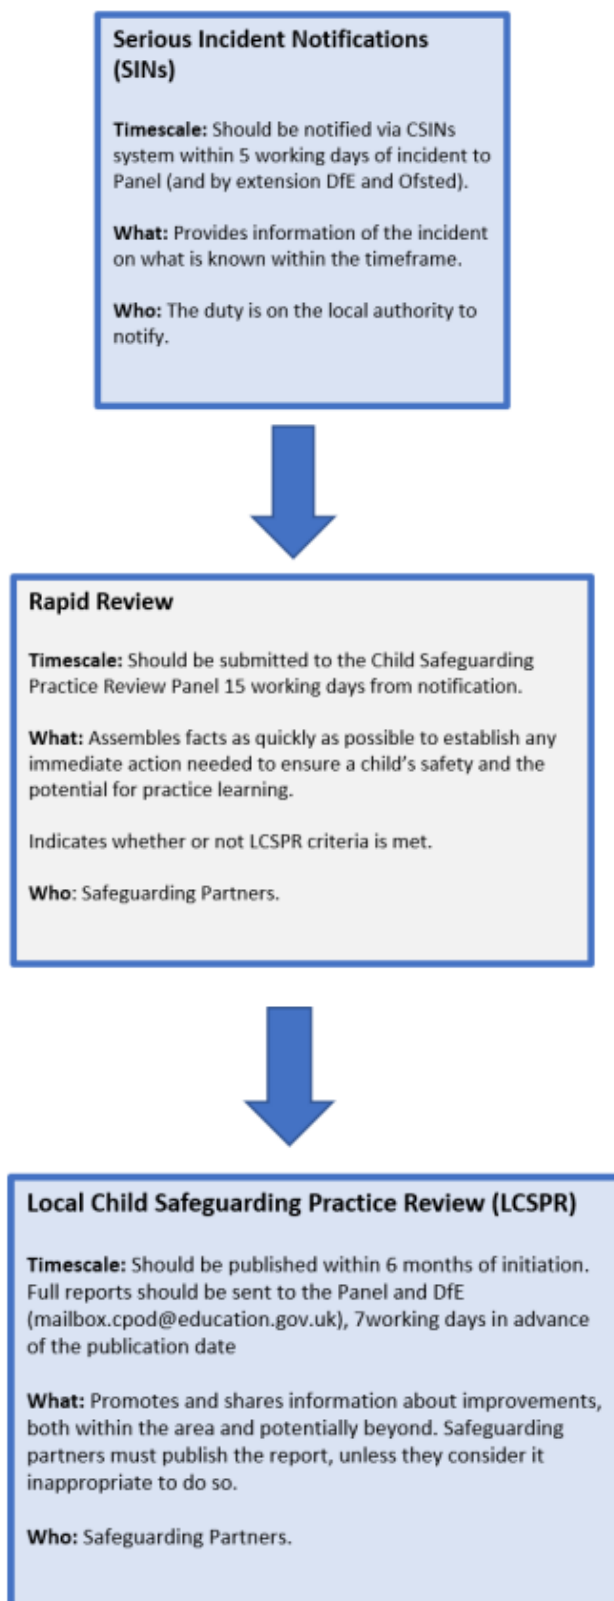 Serious Incident Notifications
(SINs)
Timescale: Should be notified via CSINs
system within 5 working days of incident to
Panel (and by extension DfE and Ofsted).
What: Provides information of the incident
on what is known within the timeframe.
Who: The duty is on the local authority to
notify.
Rapid Review
Timescale: Should be submitted to the Child Safeguarding
Practice Review Panel 15 working days from notification.
What: Assembles facts as quickly as possible to establish any
immediate action needed to ensure a child's safety and the
potential for practice learning.
Indicates whether or not LCSPR criteria is met.
Who: Safeguarding Partners.
Local Child Safeguarding Practice Review (LCSPR)
Timescale: Should be published within 6 months of initiation.
Full reports should be sent to the Panel and DfE
(mailbox.cpod@education.gov.uk), 7working days in advance
of the publication date
What: Promotes and shares information about improvements,
both within the area and potentially beyond. Safeguarding
partners must publish the report, unless they consider it
inappropriate to do so.
Who: Safeguarding Partners.